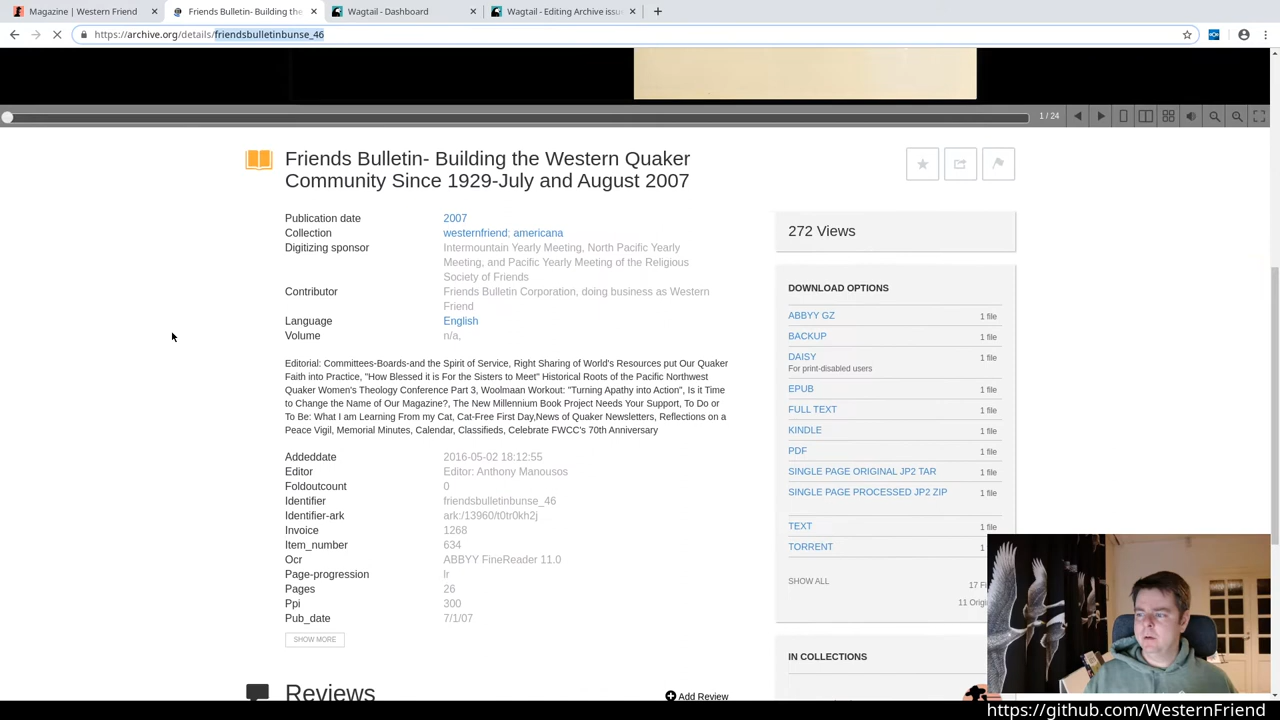 Magazine | Western Friend
Friends Bulletin- Building the
Wagtail - Dashboard
Wagtail - Editing Archive issu
https://archive.org/details/friendsbulletinbunse_46
1 / 24
Friends Bulletin- Building the Western Quaker
Community Since 1929-July and August 2007
Publication date 2007
Collection westernfriend; americana
Digitizing sponsor Intermountain Yearly Meeting, North Pacific Yearly
Meeting, and Pacific Yearly Meeting of the Religious
Society of Friends
Contributor Friends Bulletin Corporation, doing business as Western
Friend
Language English
Volume n/a,
Editorial: Committees-Boards-and the Spirit of Service, Right Sharing of World's Resources put Our Quaker
Faith into Practice, "How Blessed it is For the Sisters to Meet" Historical Roots of the Pacific Northwest
Quaker Women's Theology Conference Part 3, Woolmaan Workout: "Turning Apathy into Action", Is it Time
to Change the Name of Our Magazine?, The New Millennium Book Project Needs Your Support, To Do or
To Be: What I am Learning From my Cat, Cat-Free First Day,News of Quaker Newsletters, Reflections on a
Peace Vigil, Memorial Minutes, Calendar, Classifieds, Celebrate FWCC's 70th Anniversary
Addeddate 2016-05-02 18:12:55
Editor Editor: Anthony Manousos
Foldoutcount 0
Identifier friendsbulletinbunse_46
Identifier-ark ark:/13960/t0tr0kh2j
Invoice 1268
Item_number 634
Ocr ABBYY FineReader 11.0
Page-progression lr
Pages 26
Ppi 300
Pub_date 7/1/07
SHOW MORE
Reviews
Add Review
272 Views
DOWNLOAD OPTIONS
ABBYY GZ 1 file
BACKUP 1 file
DAISY 1 file
For print-disabled users
EPUB 1 file
FULL TEXT 1 file
KINDLE 1 file
PDF 1 file
SINGLE PAGE ORIGINAL JP2 TAR 1 file
SINGLE PAGE PROCESSED JP2 ZIP 1 file
TEXT 1 file
TORRENT 1
SHOW ALL 17 Fi
11 Origi
IN COLLECTIONS
https://github.com/WesternFriend